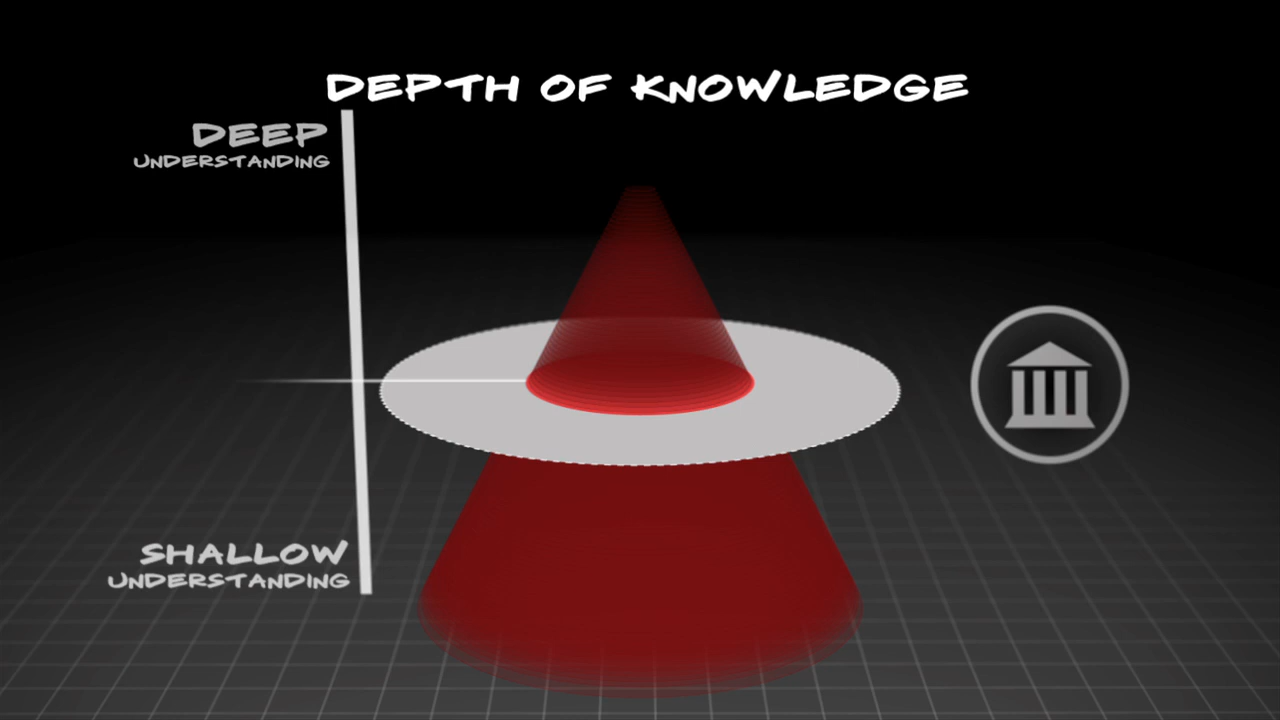 DEPTH OF KNOWLEDGE
DEEP
UNDERSTANDING
SHALLOW
UNDERSTANDING